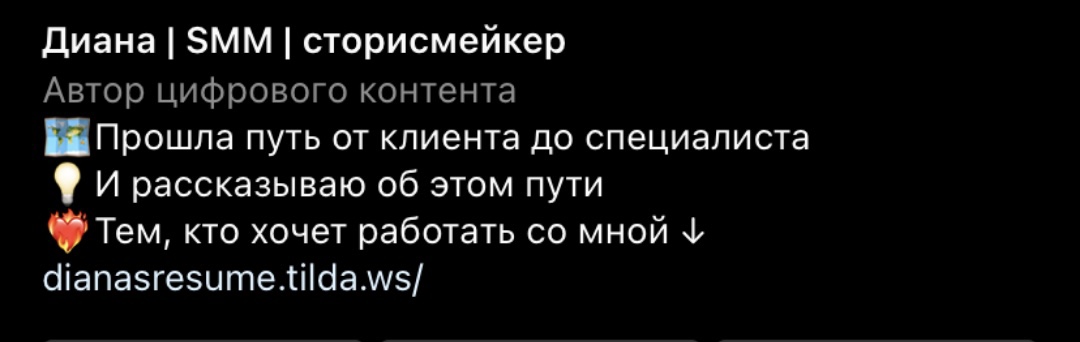 Диана | SMM | сторисмейкер
Автор цифрового контента
🗺️Прошла путь от клиента до специалиста
💡 И рассказываю об этом пути
❤️‍🔥Тем, кто хочет работать со мной ↓
dianasresume.tilda.ws/